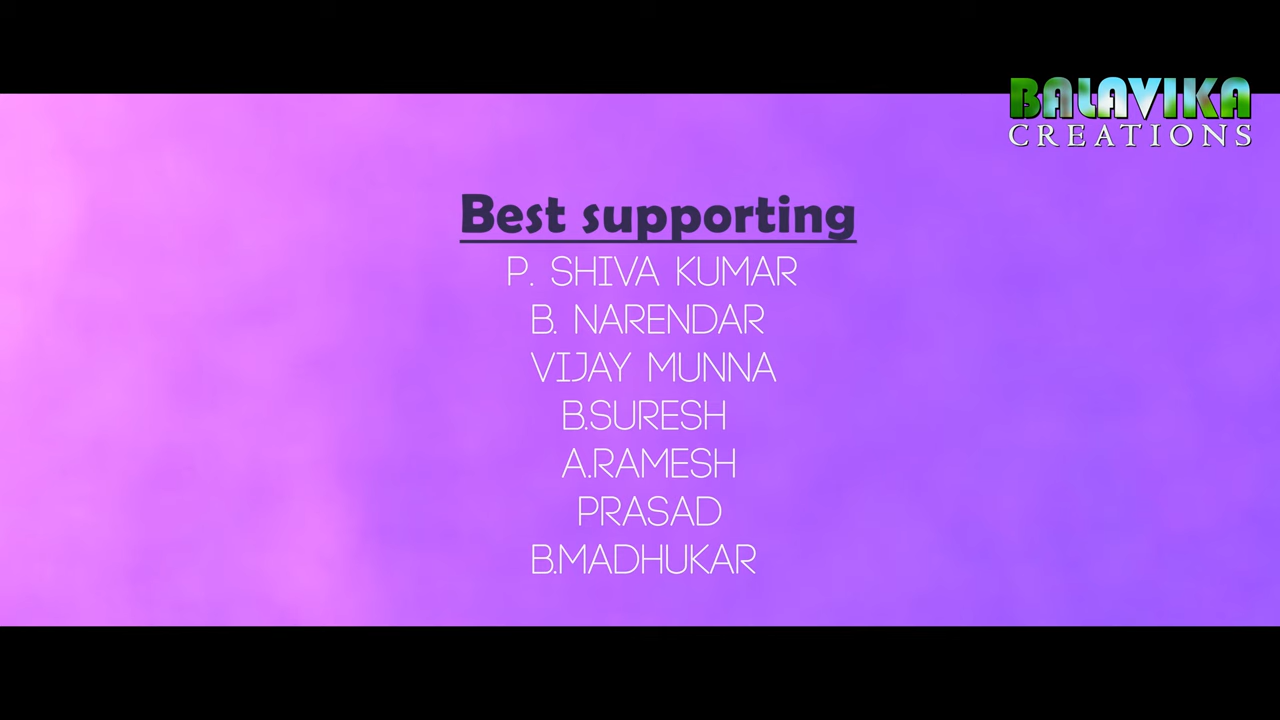 BALAVIKA
CREATIONS
Best supporting
P. SHIVA KUMAR
B. NARENDAR
VIJAY MUNNA
B.SURESH
A.RAMESH
PRASAD
B.MADHUKAR